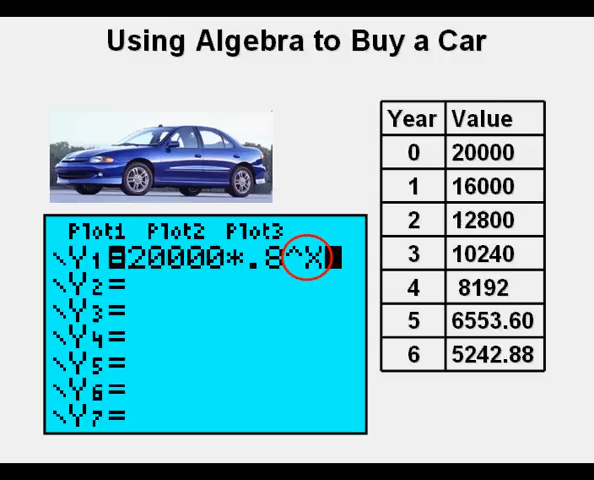 Using Algebra to Buy a Car
Plot1 Plot2 Plot3
\Y1=20000*.8^X
\Y2=
\Y3=
\Y4=
\Y5=
\Y6=
\Y7=
Year Value
0 20000
1 16000
2 12800
3 10240
4 8192
5 6553.60
6 5242.88